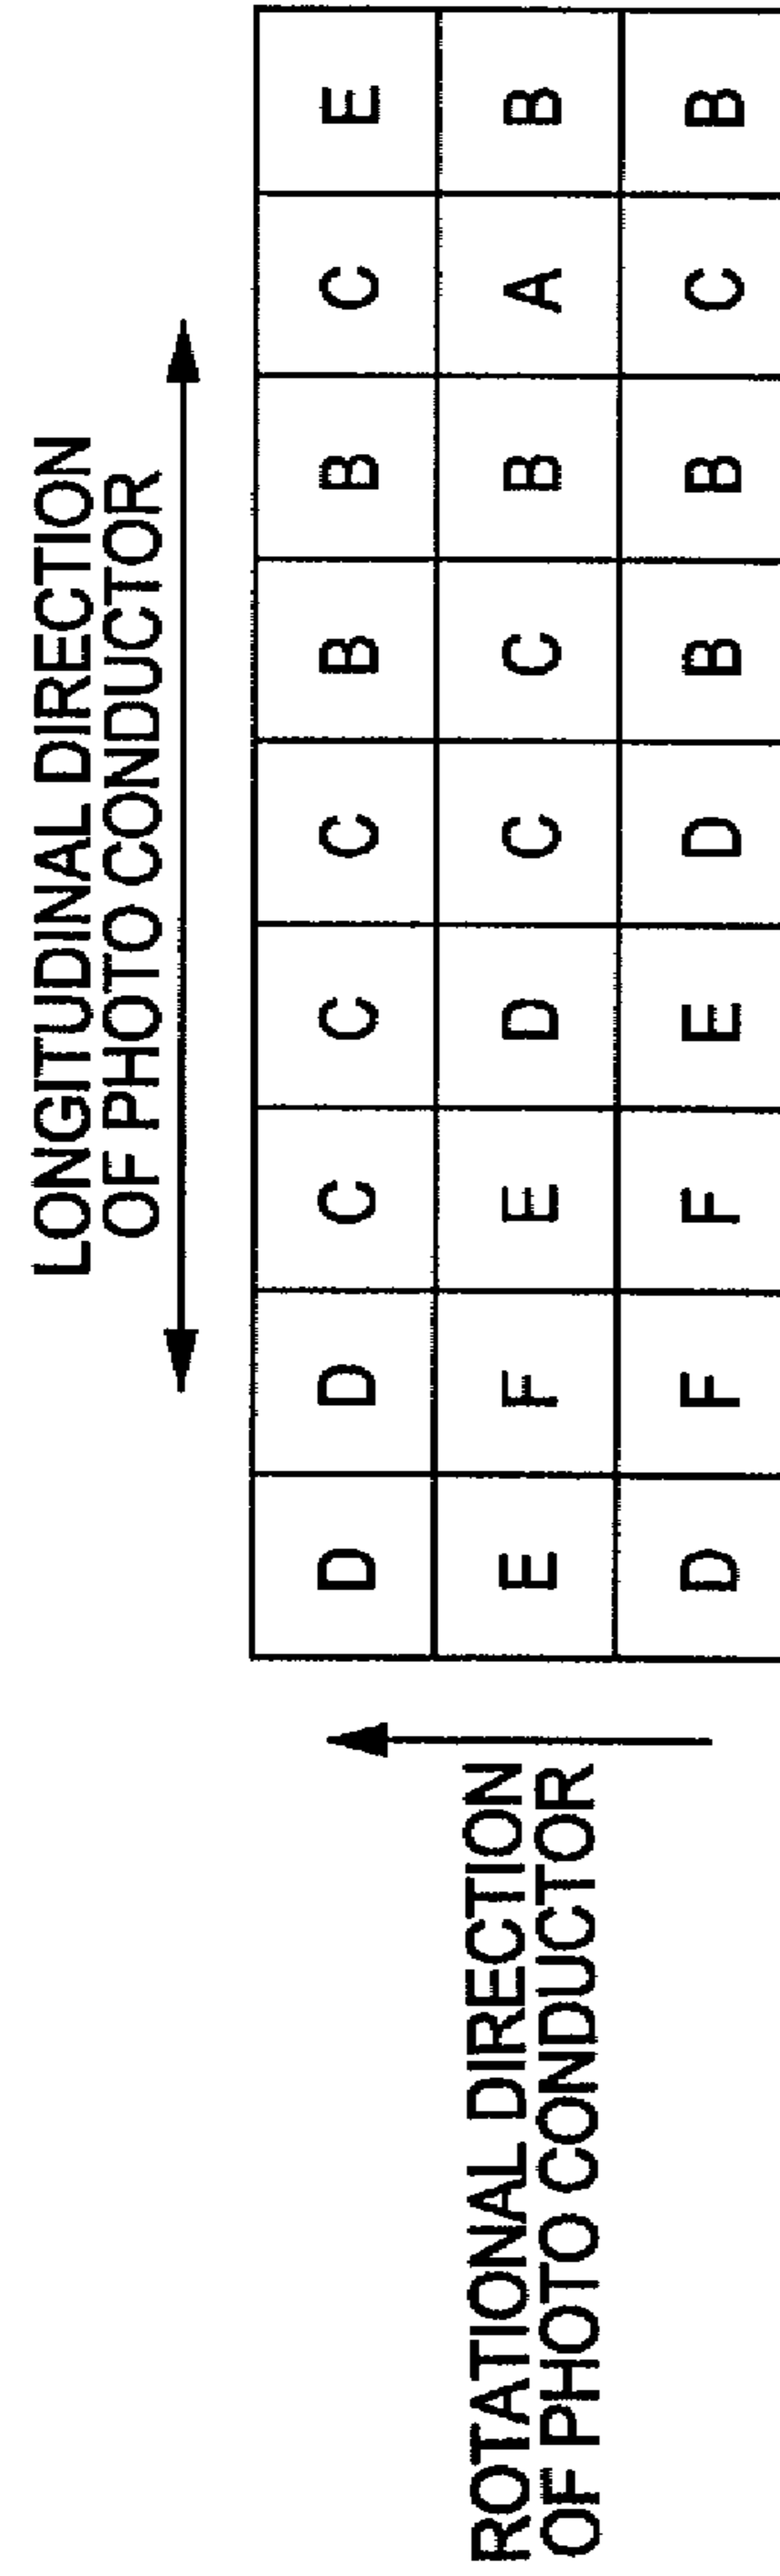 LONGITUDINAL DIRECTION
OF PHOTO CONDUCTOR
D D C C C B B C E
ROTATIONAL DIRECTION
OF PHOTO CONDUCTOR
E F E D C C B A B
D F F E D B B C B